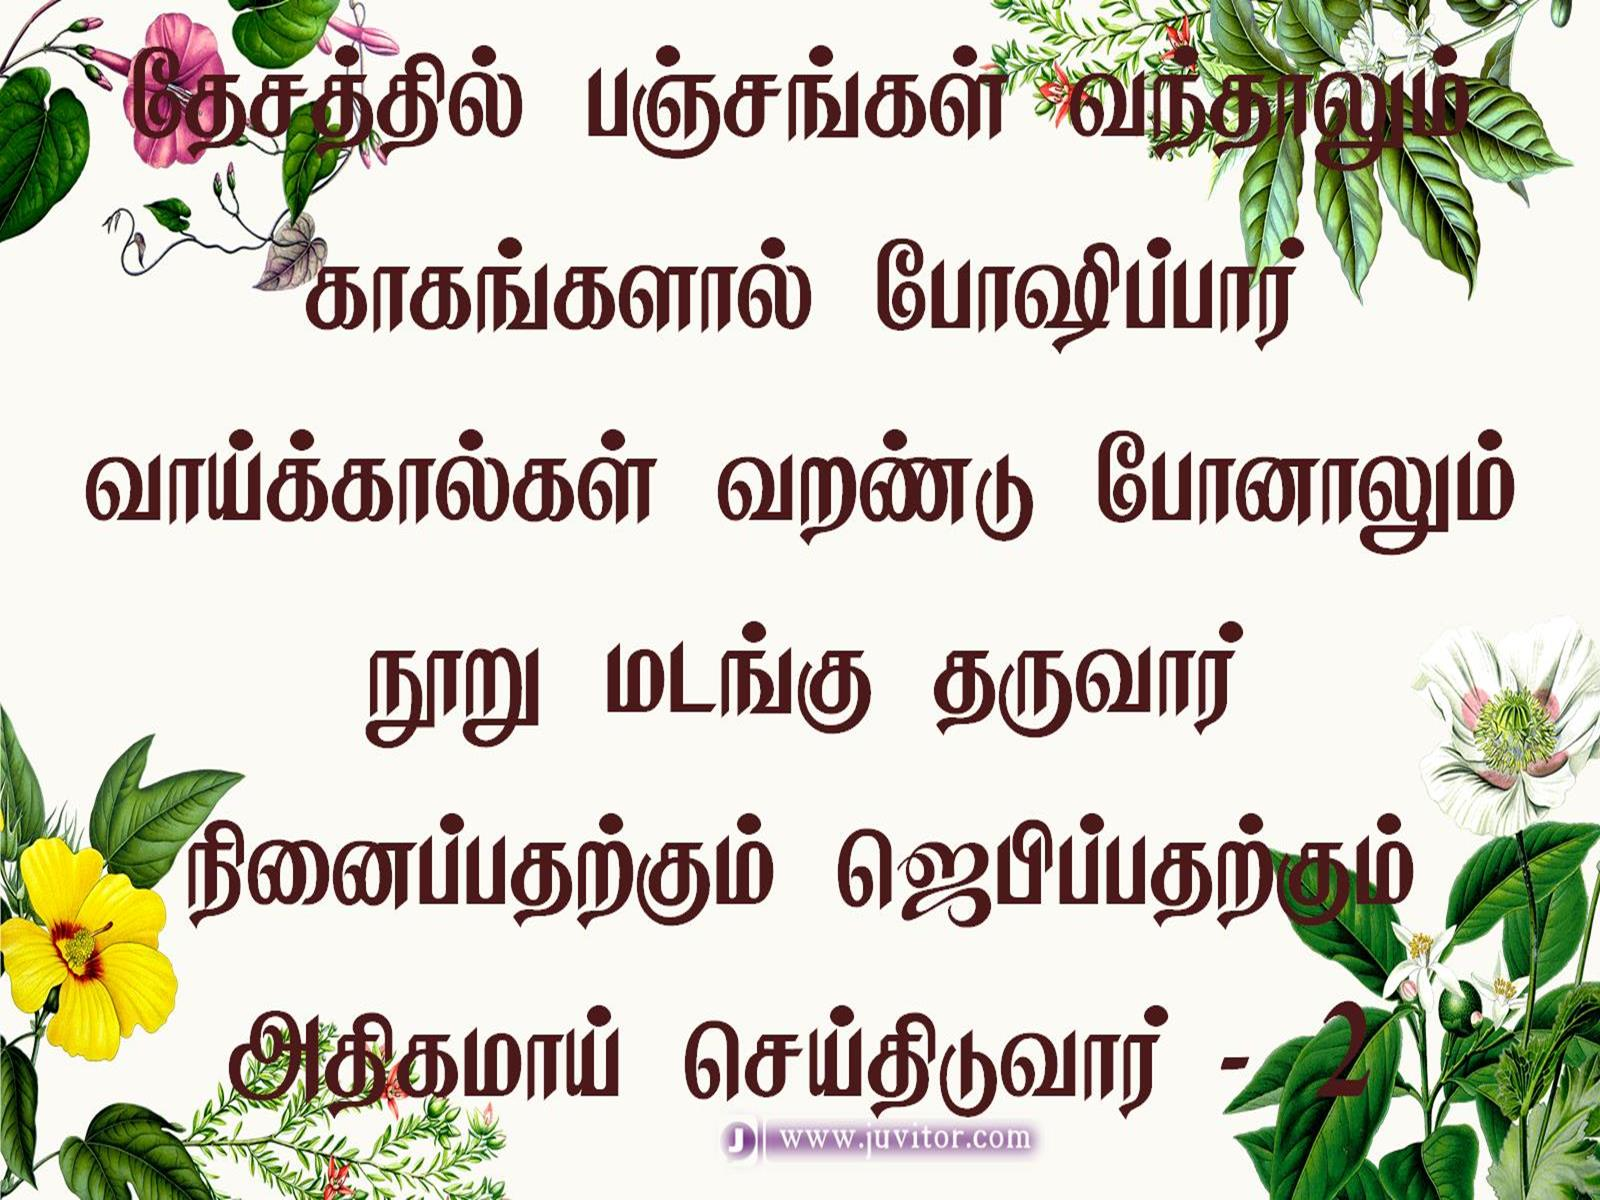 தேசத்தில் பஞ்சங்கள் வந்தாலும்
காகங்களால் போஷிப்பார்
வாய்க்கால்கள் வறண்டு போனாலும்
நூறு மடங்கு தருவார்
நினைப்பதற்கும் ஜெபிப்பதற்கும்
அதிகமாய் செய்திடுவார் - 2
J www.juvitor.com